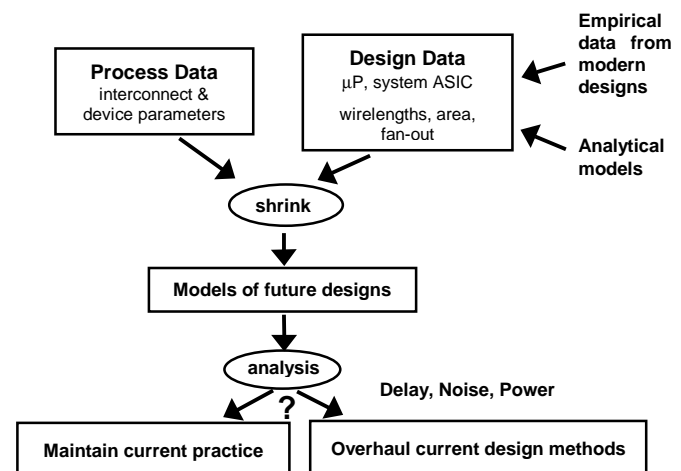 Empirical
data from
modern
designs
Process Data
interconnect &
device parameters
Design Data
μP, system ASIC
wirelengths, area,
fan-out
Analytical
models
shrink
Models of future designs
analysis
Delay, Noise, Power
?
Maintain current practice
Overhaul current design methods